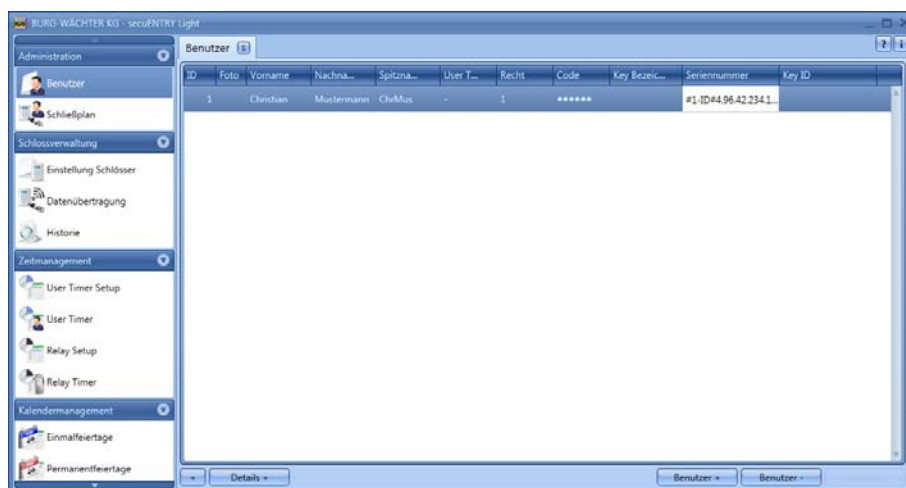 BURG-WÄCHTER KG - secuENTRY Light
Administration
Benutzer
Schließplan
Schlossverwaltung
Einstellung Schlösser
Datenübertragung
Historie
Zeitmanagement
User Timer Setup
User Timer
Relay Setup
Relay Timer
Kalendermanagement
Einmalfeiertage
Permanentfeiertage
Benutzer x
? i
ID Foto Vorname Nachna... Spitzna... User T... Recht Code Key Bezeic... Seriennummer Key ID
1 Christian Mustermann ChrMus - 1 ●●●●●● #1-ID#4.96.42.234.1...
Details +
Benutzer + Benutzer -